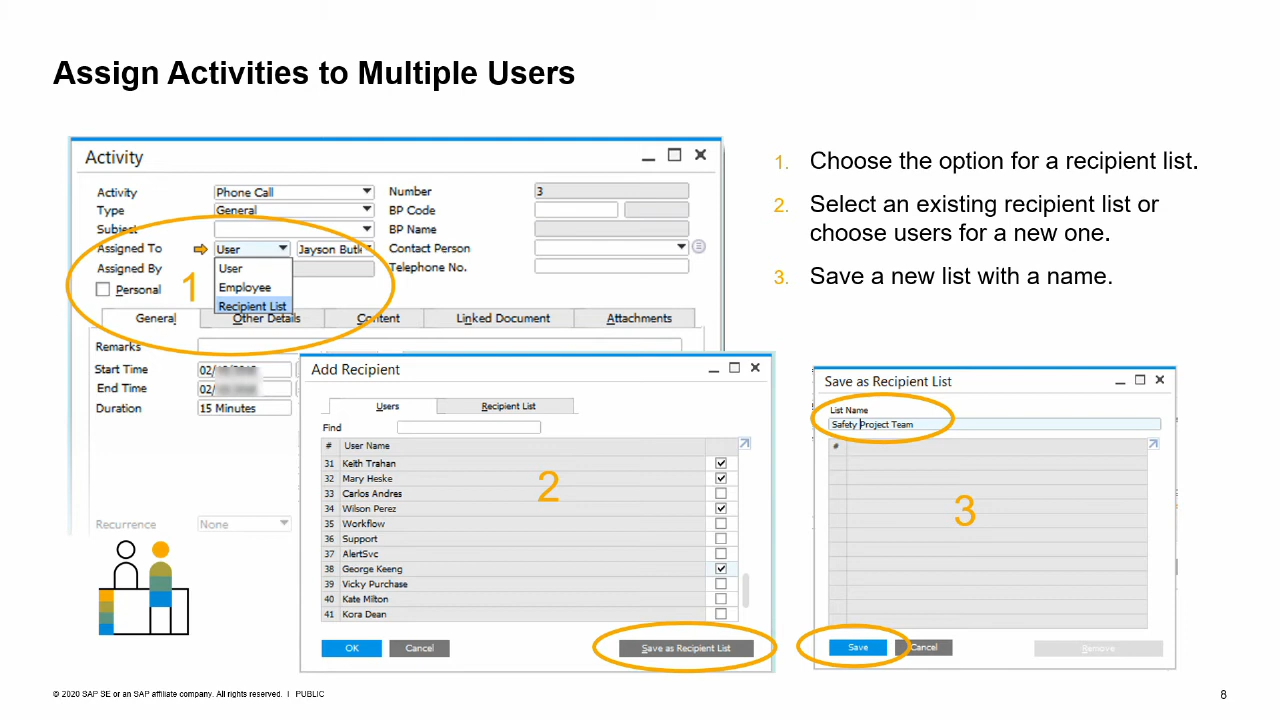 Assign Activities to Multiple Users
Activity
Activity
Phone Call
Number
3
Type
General
BP Code
Subject
BP Name
Assigned To
User
Jayson Butl
Contact Person
Assigned By
User
Telephone No.
Employee
Personal
1
Recipient List
General
Other Details
Content
Linked Document
Attachments
Remarks
Start Time
02/
End Time
02/
Duration
15 Minutes
Recurrence
None
Add Recipient
Users
Recipient List
Find
# User Name
31 Keith Trahan
32 Mary Heske
33 Carlos Andres
34 Wilson Perez
35 Workflow
36 Support
37 AlertSvc
38 George Keeng
39 Vicky Purchase
40 Kate Milton
41 Kora Dean
2
OK
Cancel
Save as Recipient List
1. Choose the option for a recipient list.
2. Select an existing recipient list or
choose users for a new one.
3. Save a new list with a name.
Save as Recipient List
List Name
Safety Project Team
#
3
Save
Cancel
Remove
© 2020 SAP SE or an SAP affiliate company. All rights reserved. I PUBLIC
8